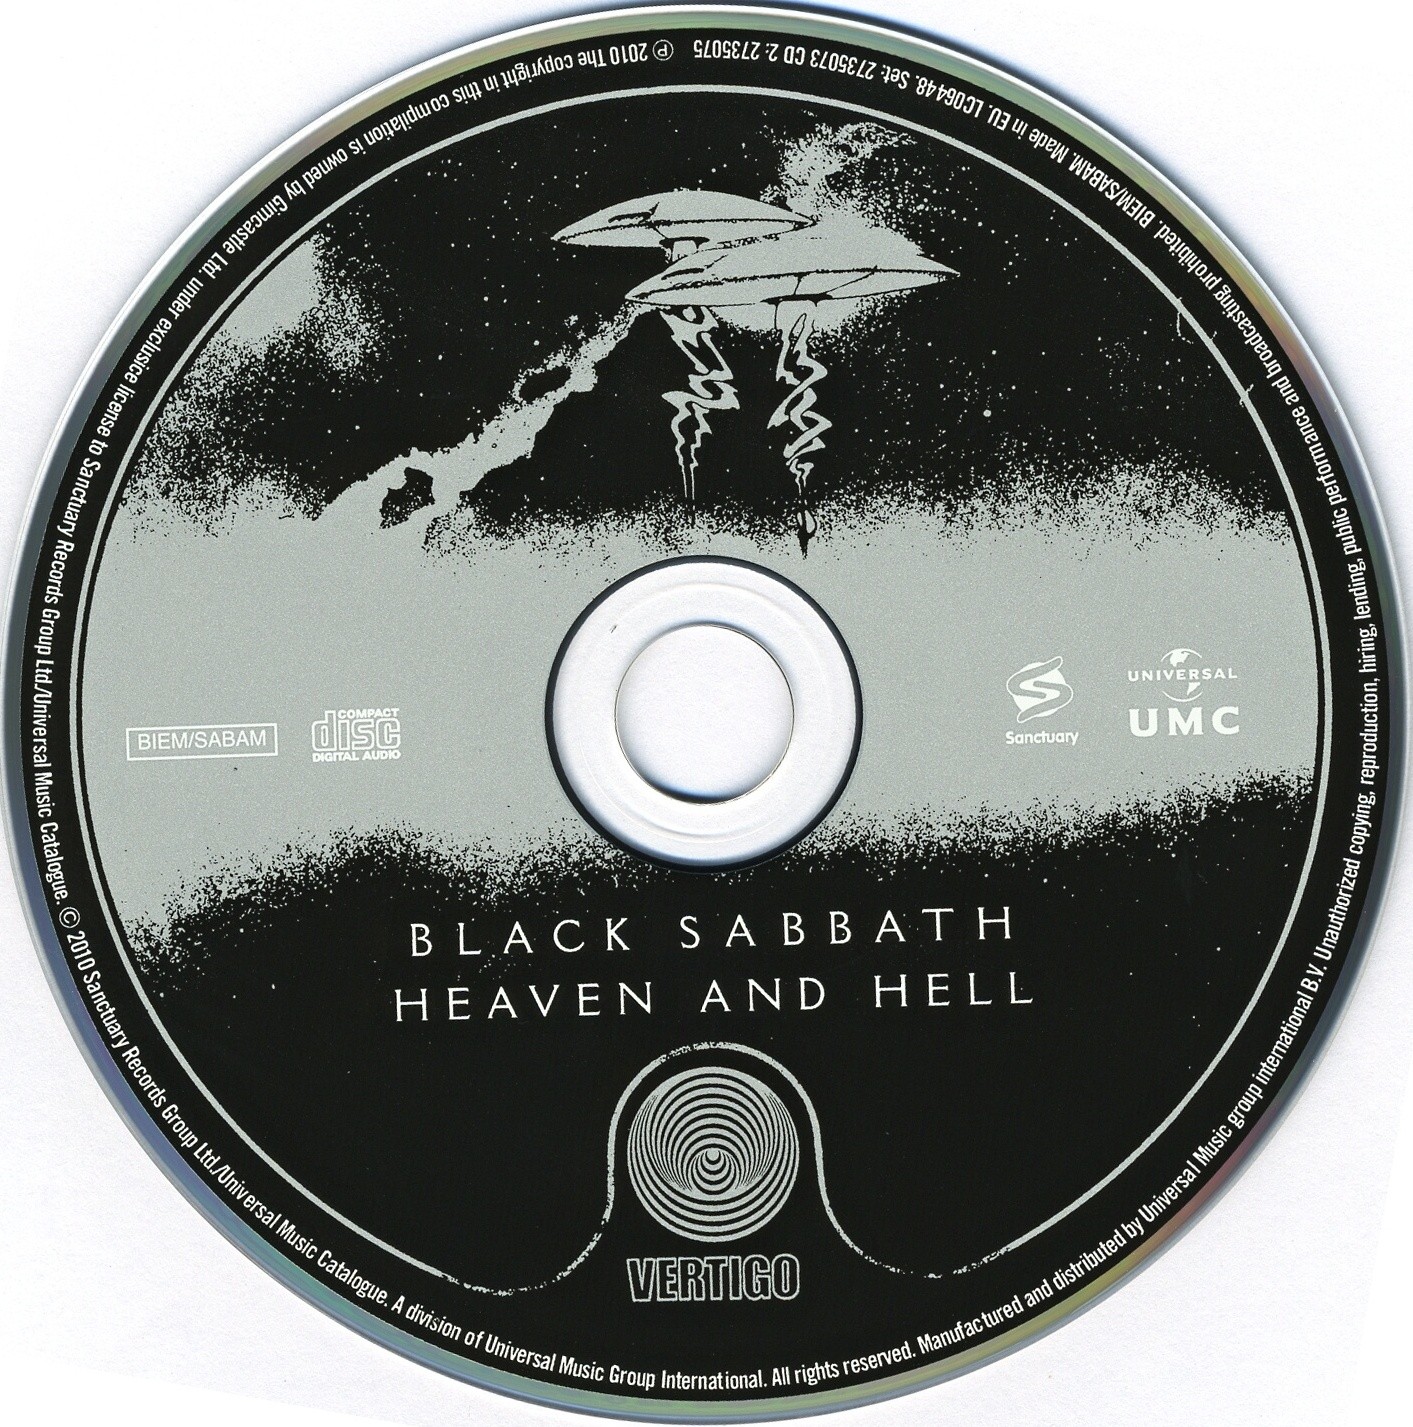 ℗ 2010 The copyright in this compilation is owned by Gimcastle Ltd. under exclusice license to Sanctuary Records Group Ltd./Universal Music Catalogue. © 2010 Sanctuary Records Group Ltd./Universal Music Catalogue. A division of Universal Music Group International. All rights reserved. Manufactured and distributed by Universal Music group international B.V. Unauthorized copying, reproduction, hiring, lending, public performance and broadcasting prohibited. BIEM/SABAM. Made in EU. LC06448. Set: 2735073 CD 2: 2735075
BIEM/SABAM
COMPACT
disc
DIGITAL AUDIO
Sanctuary
UNIVERSAL
UMC
BLACK SABBATH
HEAVEN AND HELL
VERTIGO